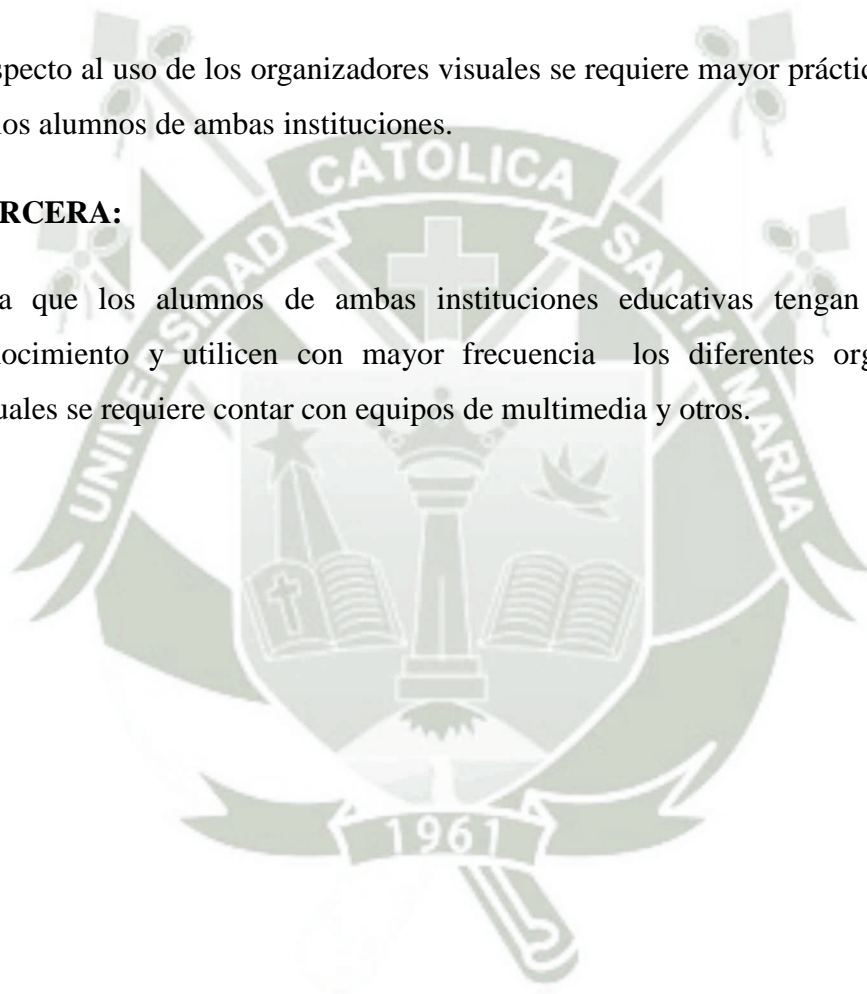 specto al uso de los organizadores visuales se requiere mayor práctic
los alumnos de ambas instituciones.
RCERA:
a que los alumnos de ambas instituciones educativas tengan
nocimiento y utilicen con mayor frecuencia los diferentes org
uales se requiere contar con equipos de multimedia y otros.
UNIVERSIDAD CATOLICA SANTA MARIA
1961